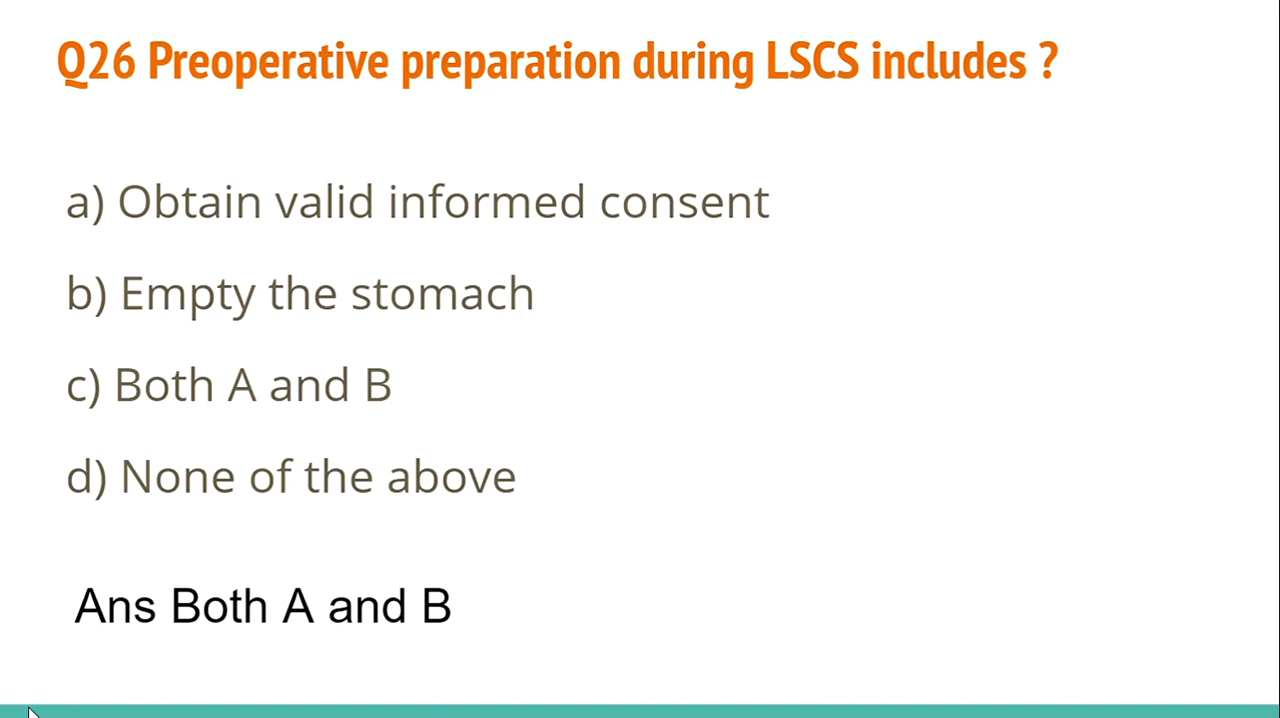 Q26 Preoperative preparation during LSCS includes ?
a) Obtain valid informed consent
b) Empty the stomach
c) Both A and B
d) None of the above
Ans Both A and B